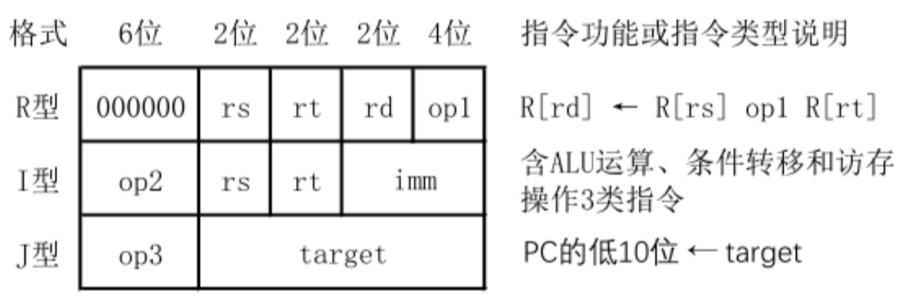 格式 6位 2位 2位 2位 4位 指令功能或指令类型说明
R型 000000 rs rt rd op1 R[rd] ← R[rs] op1 R[rt]
I型 op2 rs rt imm 含ALU运算、条件转移和访存
操作3类指令
J型 op3 target PC的低10位 ← target